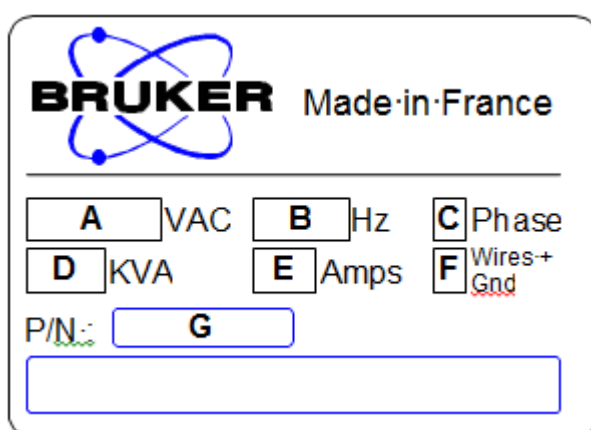 BRUKER Made in France
A VAC B Hz C Phase
D KVA E Amps F Wires + Gnd
P/N : G